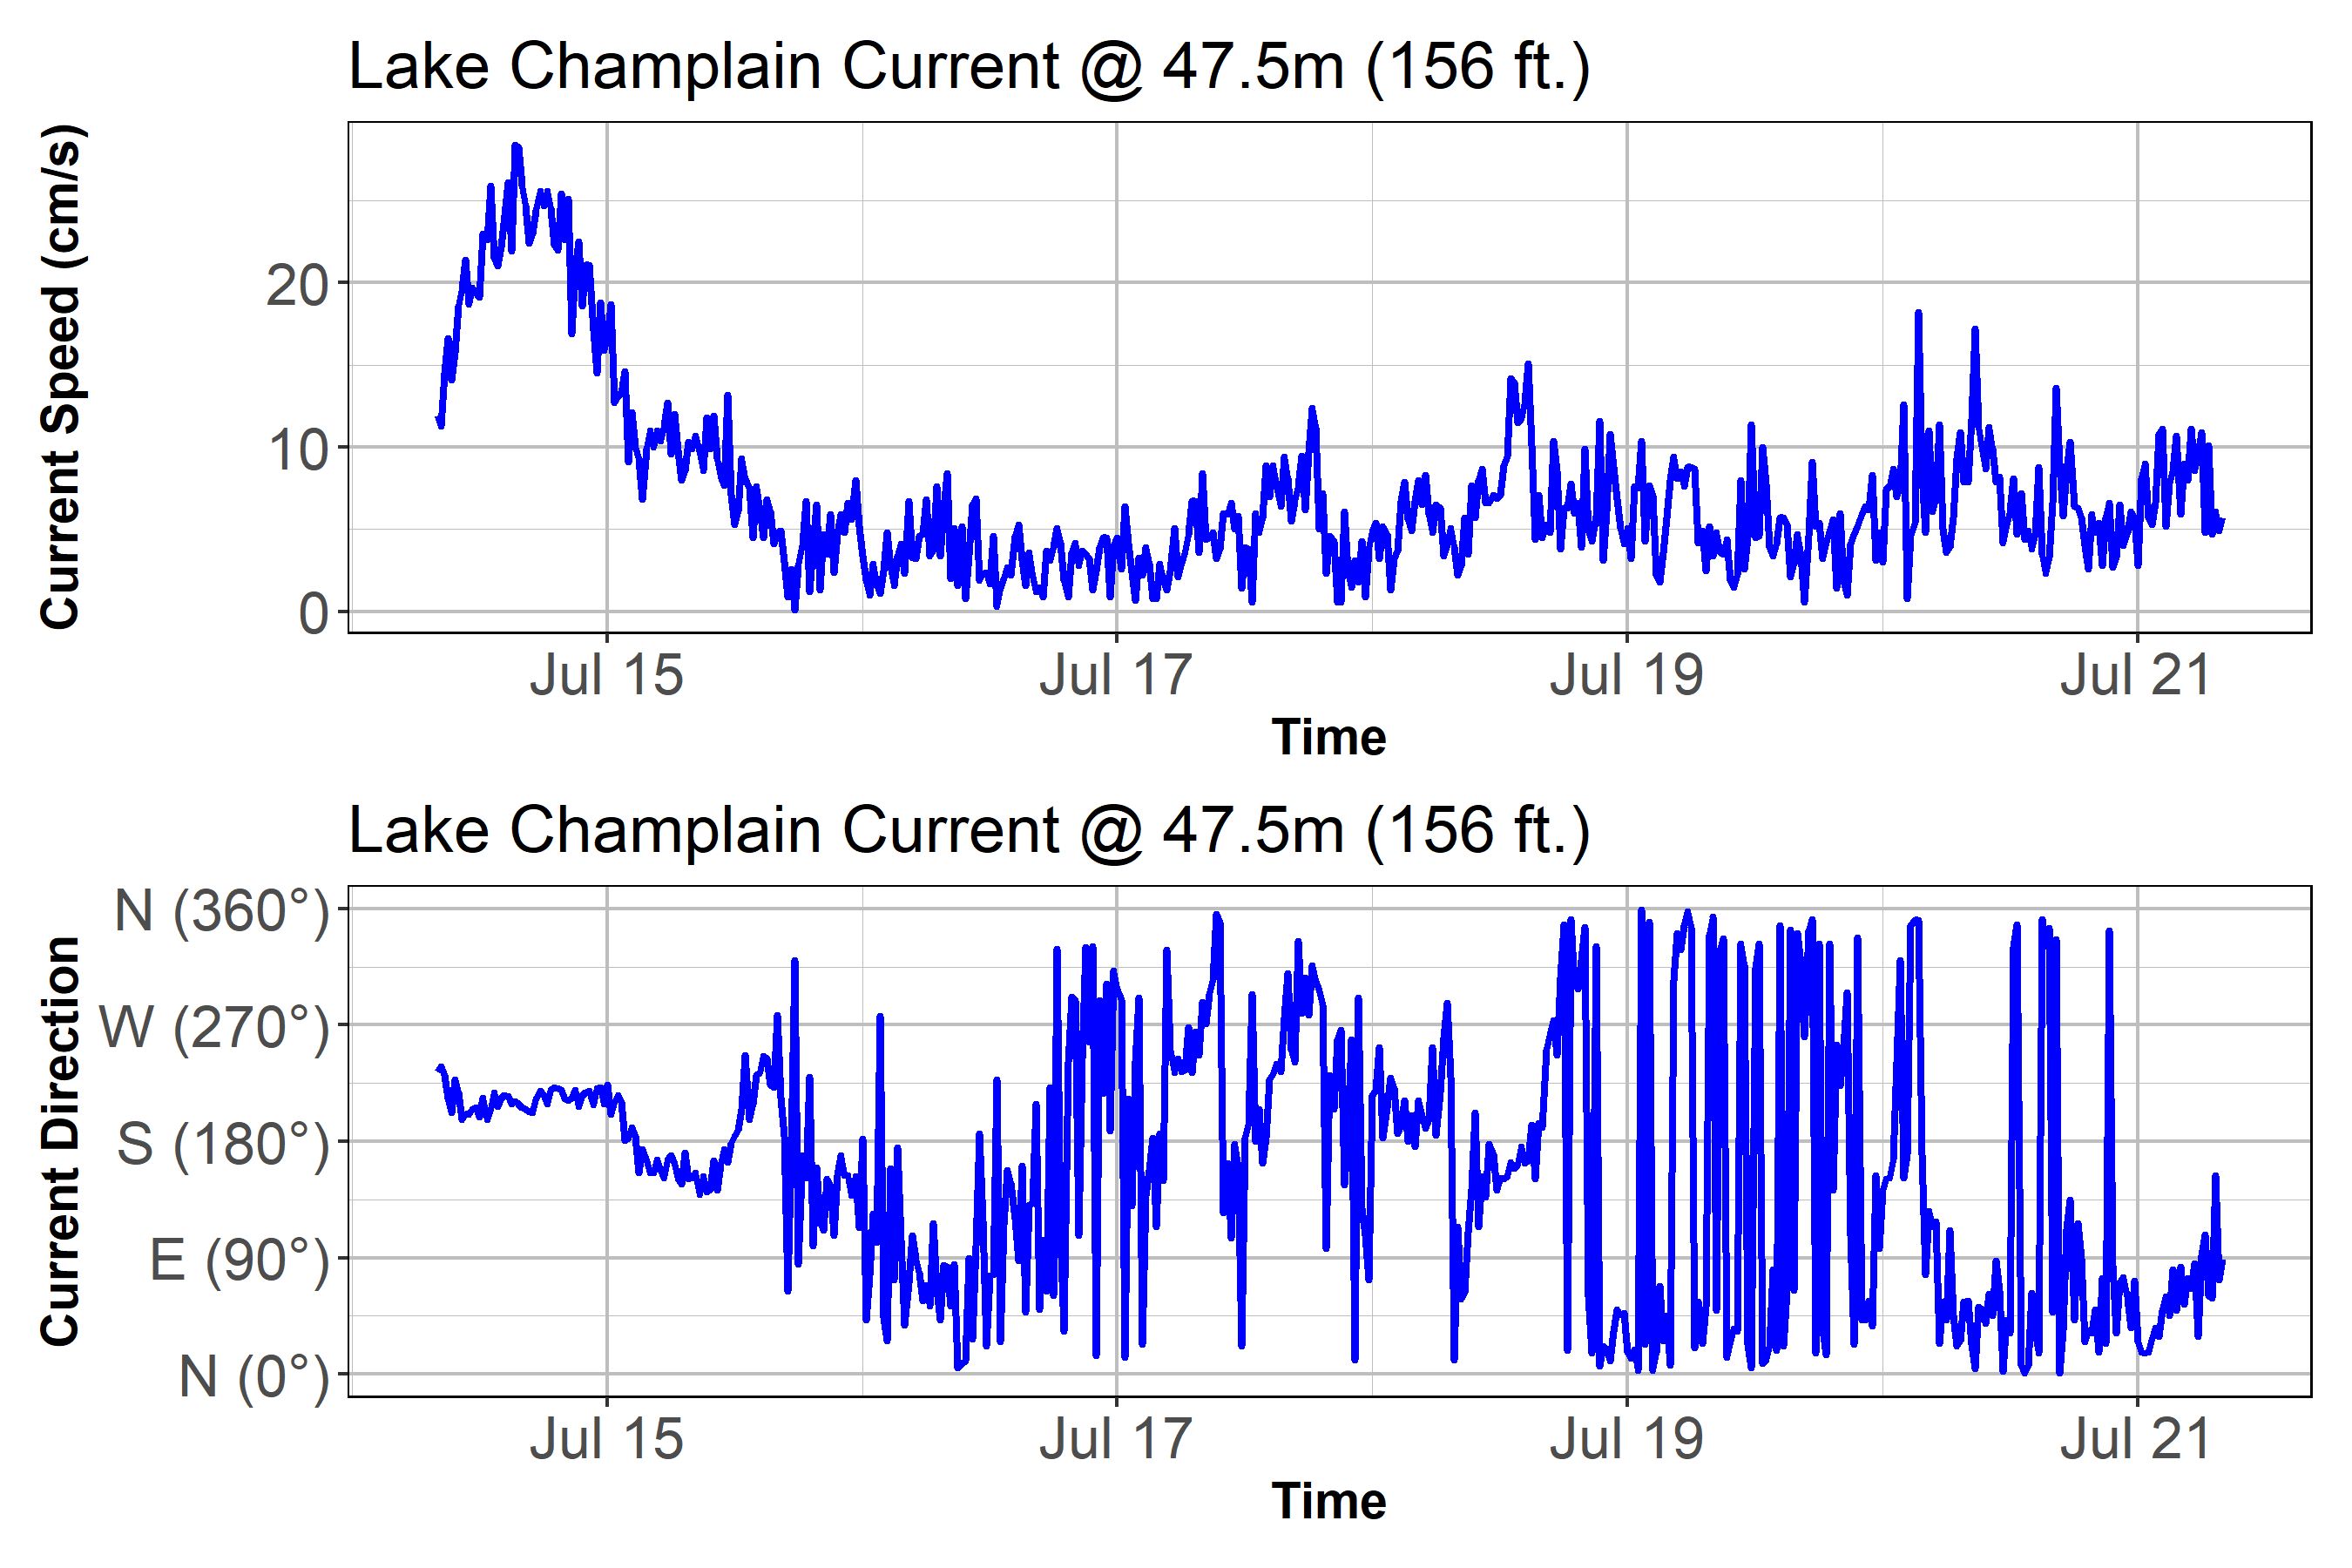 Lake Champlain Current @ 47.5m (156 ft.)
Current Speed (cm/s)
20
10
0
Jul 15 Jul 17 Jul 19 Jul 21
Time
Lake Champlain Current @ 47.5m (156 ft.)
Current Direction
N (360°)
W (270°)
S (180°)
E (90°)
N (0°)
Jul 15 Jul 17 Jul 19 Jul 21
Time